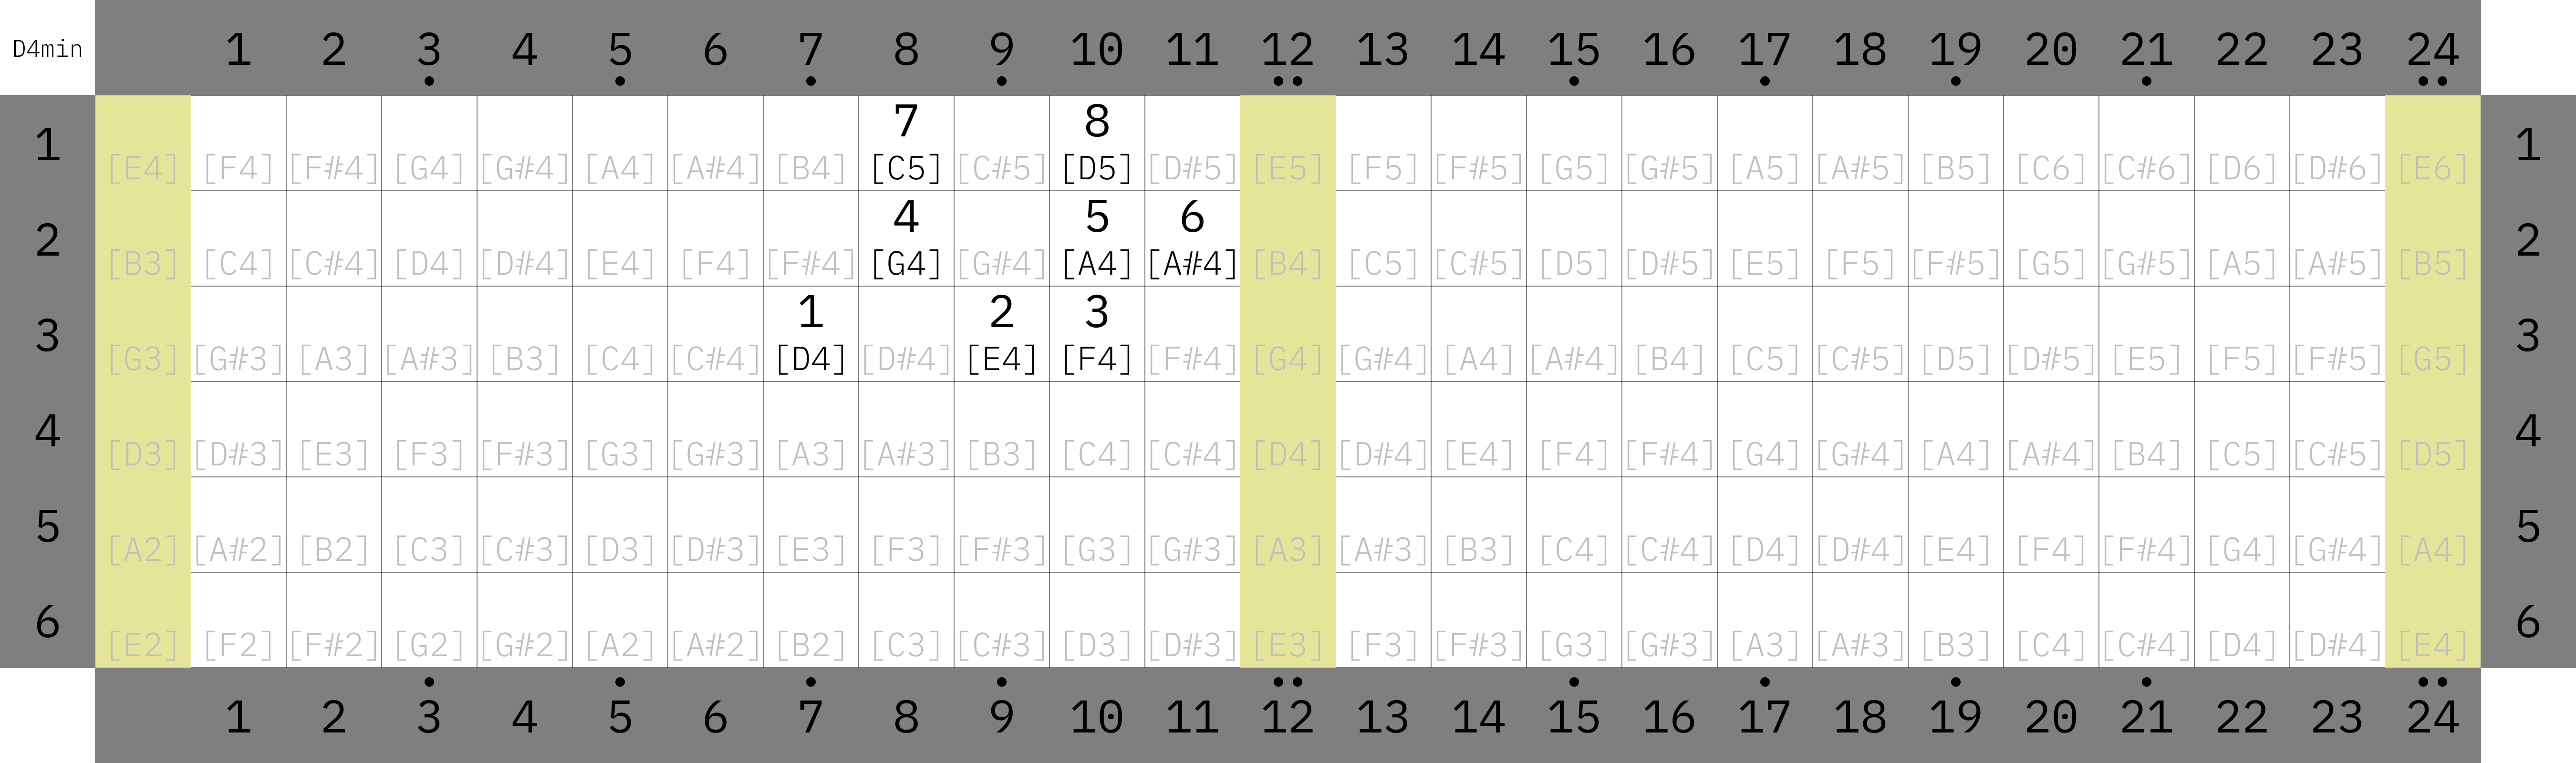 D4min 1 2 3 4 5 6 7 8 9 10 11 12 13 14 15 16 17 18 19 20 21 22 23 24
7 8
1 [E4] [F4] [F#4] [G4] [G#4] [A4] [A#4] [B4] [C5] [C#5] [D5] [D#5] [E5] [F5] [F#5] [G5] [G#5] [A5] [A#5] [B5] [C6] [C#6] [D6] [D#6] [E6] 1
4 5 6
2 [B3] [C4] [C#4] [D4] [D#4] [E4] [F4] [F#4] [G4] [G#4] [A4] [A#4] [B4] [C5] [C#5] [D5] [D#5] [E5] [F5] [F#5] [G5] [G#5] [A5] [A#5] [B5] 2
1 2 3
3 [G3] [G#3] [A3] [A#3] [B3] [C4] [C#4] [D4] [D#4] [E4] [F4] [F#4] [G4] [G#4] [A4] [A#4] [B4] [C5] [C#5] [D5] [D#5] [E5] [F5] [F#5] [G5] 3
4 [D3] [D#3] [E3] [F3] [F#3] [G3] [G#3] [A3] [A#3] [B3] [C4] [C#4] [D4] [D#4] [E4] [F4] [F#4] [G4] [G#4] [A4] [A#4] [B4] [C5] [C#5] [D5] 4
5 [A2] [A#2] [B2] [C3] [C#3] [D3] [D#3] [E3] [F3] [F#3] [G3] [G#3] [A3] [A#3] [B3] [C4] [C#4] [D4] [D#4] [E4] [F4] [F#4] [G4] [G#4] [A4] 5
6 [E2] [F2] [F#2] [G2] [G#2] [A2] [A#2] [B2] [C3] [C#3] [D3] [D#3] [E3] [F3] [F#3] [G3] [G#3] [A3] [A#3] [B3] [C4] [C#4] [D4] [D#4] [E4] 6
1 2 3 4 5 6 7 8 9 10 11 12 13 14 15 16 17 18 19 20 21 22 23 24